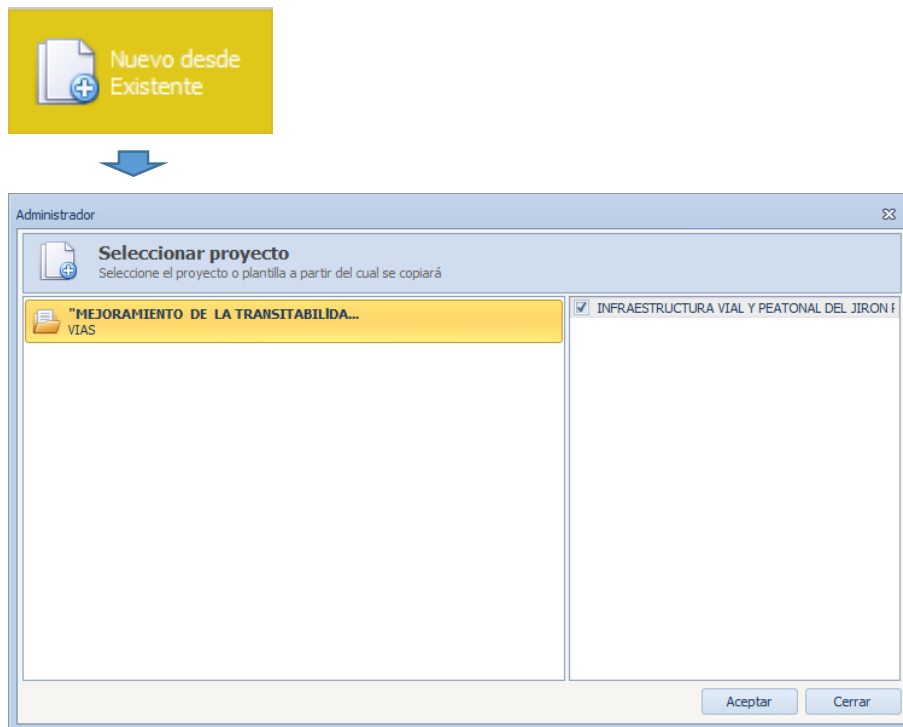 Nuevo desde
Existente
Administrador
Seleccionar proyecto
Seleccione el proyecto o plantilla a partir del cual se copiará
"MEJORAMIENTO DE LA TRANSITABILIDA...
VIAS
INFRAESTRUCTURA VIAL Y PEATONAL DEL JIRON
Aceptar
Cerrar